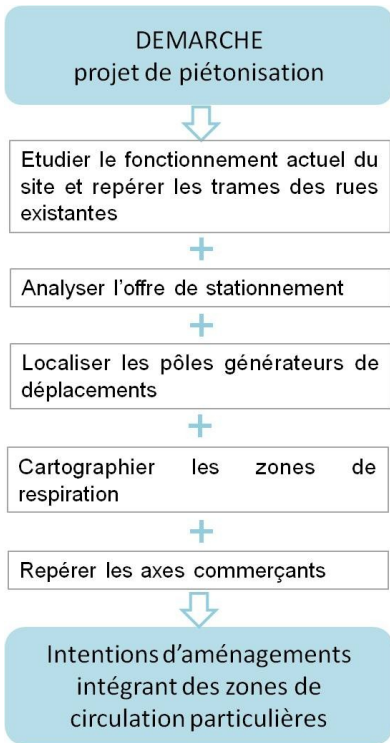 DEMARCHE
projet de piétonisation
Etudier le fonctionnement actuel du
site et repérer les trames des rues
existantes
+
Analyser l'offre de stationnement
+
Localiser les pôles générateurs de
déplacements
+
Cartographier les zones de
respiration
+
Repérer les axes commerçants
Intentions d'aménagements
intégrant des zones de
circulation particulières